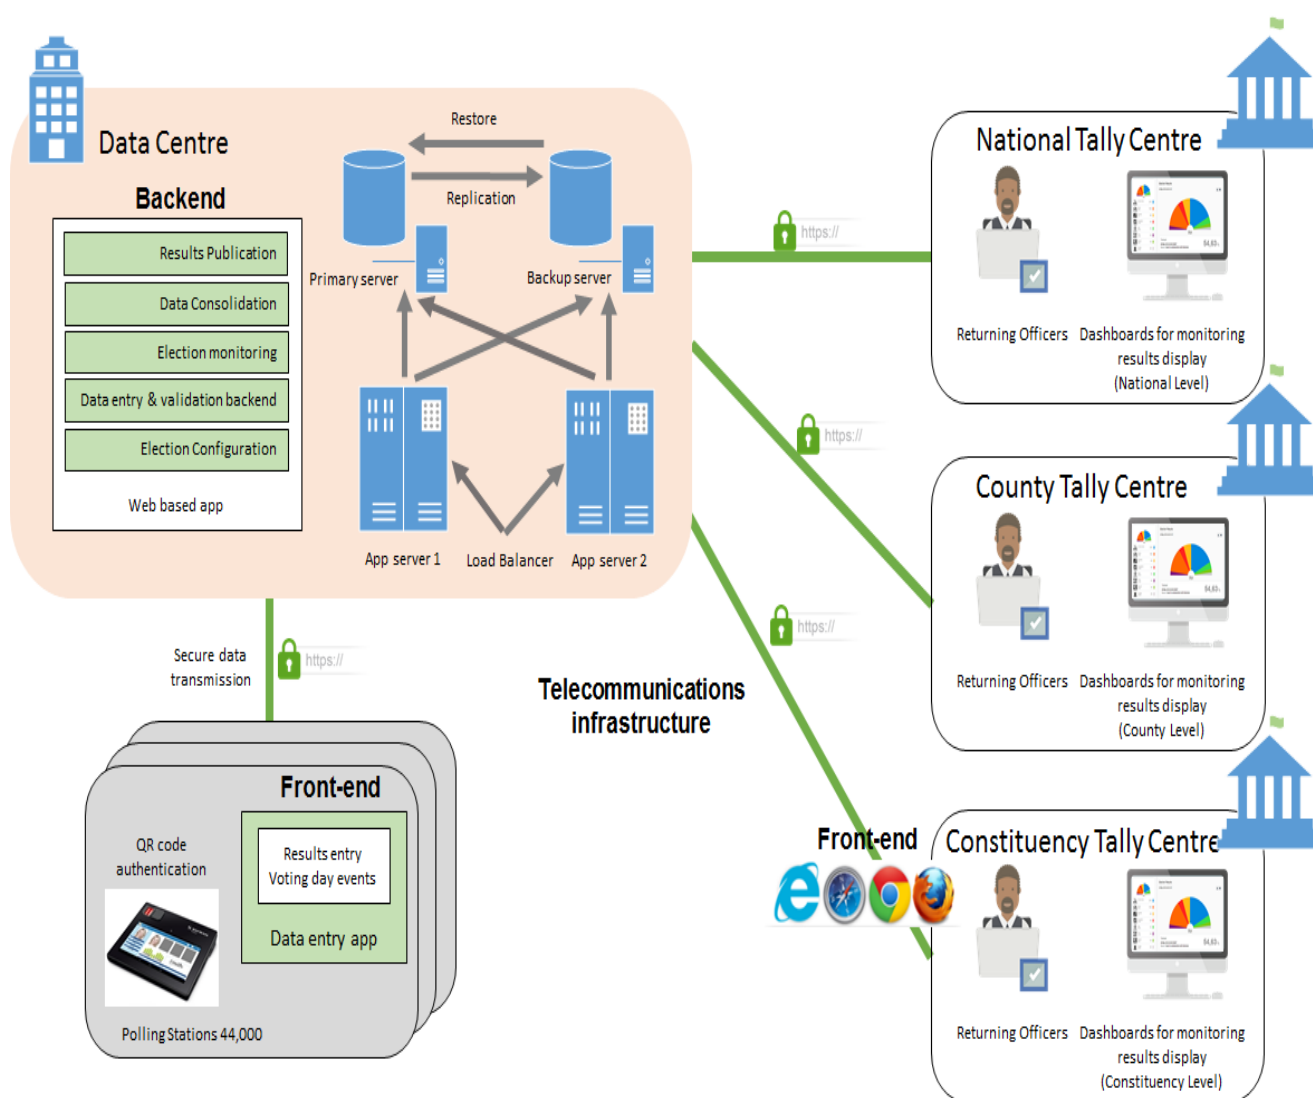 Data Centre
Backend
Results Publication
Data Consolidation
Election monitoring
Data entry & validation backend
Election Configuration
Web based app
Restore
Replication
Primary server
Backup server
App server 1
Load Balancer
App server 2
https://
https://
https://
National Tally Centre
Returning Officers
Dashboards for monitoring
results display
(National Level)
County Tally Centre
Returning Officers
Dashboards for monitoring
results display
(County Level)
Secure data
transmission
https://
Telecommunications
infrastructure
Front-end
QR code
authentication
Results entry
Voting day events
Data entry app
Polling Stations 44,000
Front-end
Constituency Tally Centre
Returning Officers
Dashboards for monitoring
results display
(Constituency Level)